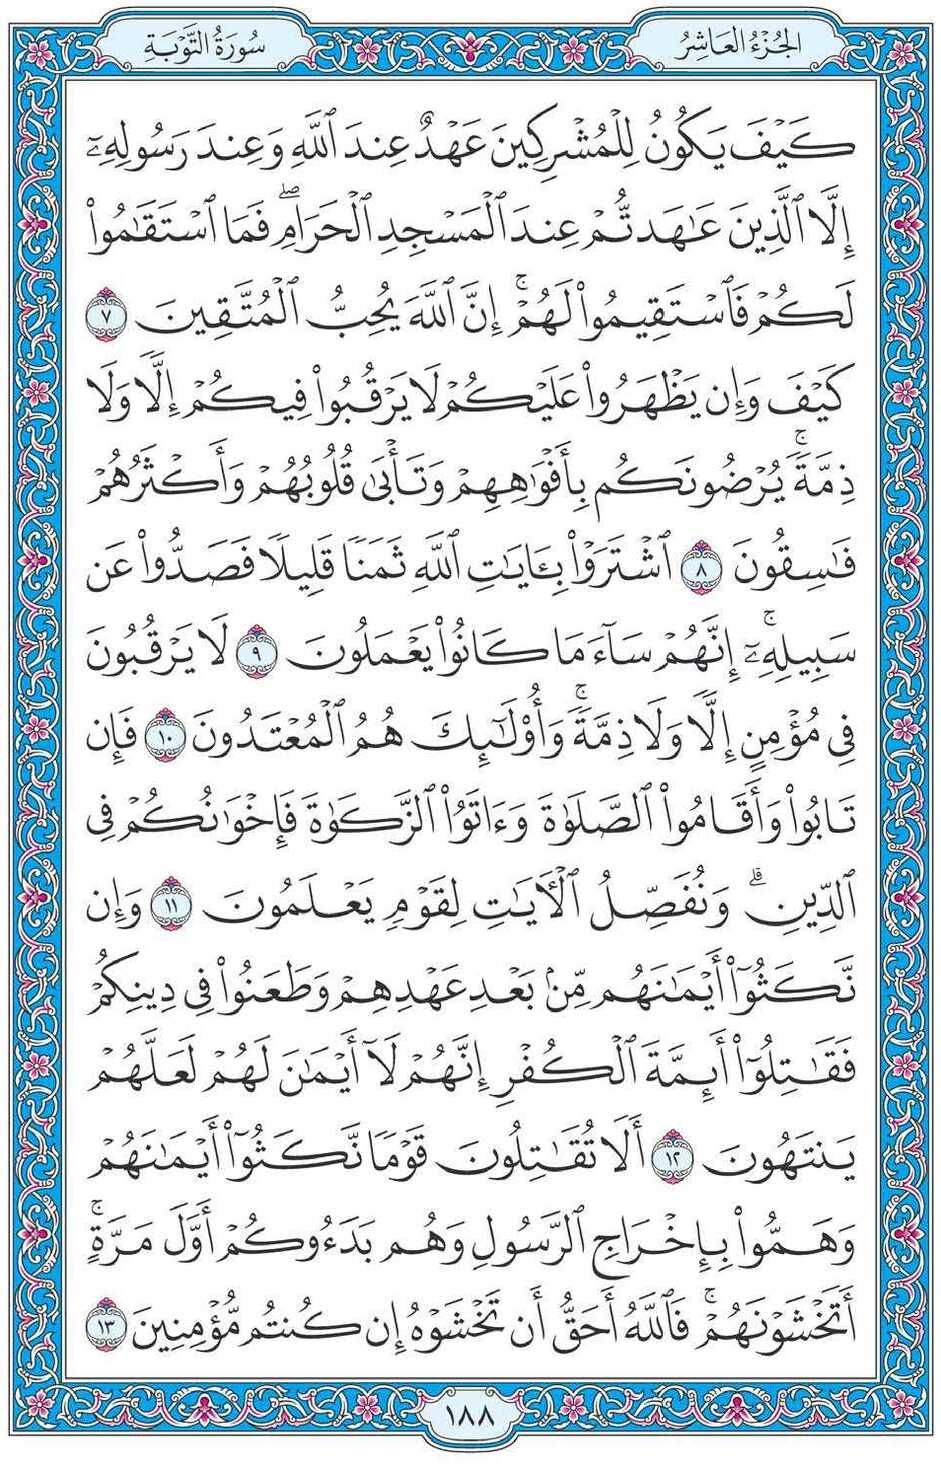 الجُزْءُ العَاشِرُ
سُورَةُ التَّوْبَةِ
كَيْفَ يَكُونُ لِلْمُشْرِكِينَ عَهْدٌ عِندَ ٱللَّهِ وَعِندَ رَسُولِهِۦٓ
إِلَّا ٱلَّذِينَ عَٰهَدتُّمْ عِندَ ٱلْمَسْجِدِ ٱلْحَرَامِۖ فَمَا ٱسْتَقَٰمُوا۟
لَكُمْ فَٱسْتَقِيمُوا۟ لَهُمْۚ إِنَّ ٱللَّهَ يُحِبُّ ٱلْمُتَّقِينَ ٧
كَيْفَ وَإِن يَظْهَرُوا۟ عَلَيْكُمْ لَا يَرْقُبُوا۟ فِيكُمْ إِلًّا وَلَا
ذِمَّةًۚ يُرْضُونَكُم بِأَفْوَٰهِهِمْ وَتَأْبَىٰ قُلُوبُهُمْ وَأَكْثَرُهُمْ
فَٰسِقُونَ ٨ ٱشْتَرَوْا۟ بِـَٔايَٰتِ ٱللَّهِ ثَمَنًا قَلِيلًا فَصَدُّوا۟ عَن
سَبِيلِهِۦٓۚ إِنَّهُمْ سَآءَ مَا كَانُوا۟ يَعْمَلُونَ ٩ لَا يَرْقُبُونَ
فِى مُؤْمِنٍ إِلًّا وَلَا ذِمَّةًۚ وَأُو۟لَٰٓئِكَ هُمُ ٱلْمُعْتَدُونَ ١٠ فَإِن
تَابُوا۟ وَأَقَامُوا۟ ٱلصَّلَوٰةَ وَءَاتَوُا۟ ٱلزَّكَوٰةَ فَإِخْوَٰنُكُمْ فِى
ٱلدِّينِۗ وَنُفَصِّلُ ٱلْـَٔايَٰتِ لِقَوْمٍ يَعْلَمُونَ ١١ وَإِن
نَّكَثُوٓا۟ أَيْمَٰنَهُم مِّنۢ بَعْدِ عَهْدِهِمْ وَطَعَنُوا۟ فِى دِينِكُمْ
فَقَٰتِلُوٓا۟ أَئِمَّةَ ٱلْكُفْرِ إِنَّهُمْ لَآ أَيْمَٰنَ لَهُمْ لَعَلَّهُمْ
يَنتَهُونَ ١٢ أَلَا تُقَٰتِلُونَ قَوْمًا نَّكَثُوٓا۟ أَيْمَٰنَهُمْ
وَهَمُّوا۟ بِإِخْرَاجِ ٱلرَّسُولِ وَهُم بَدَءُوكُمْ أَوَّلَ مَرَّةٍۚ
أَتَخْشَوْنَهُمْۚ فَٱللَّهُ أَحَقُّ أَن تَخْشَوْهُ إِن كُنتُم مُّؤْمِنِينَ ١٣
١٨٨